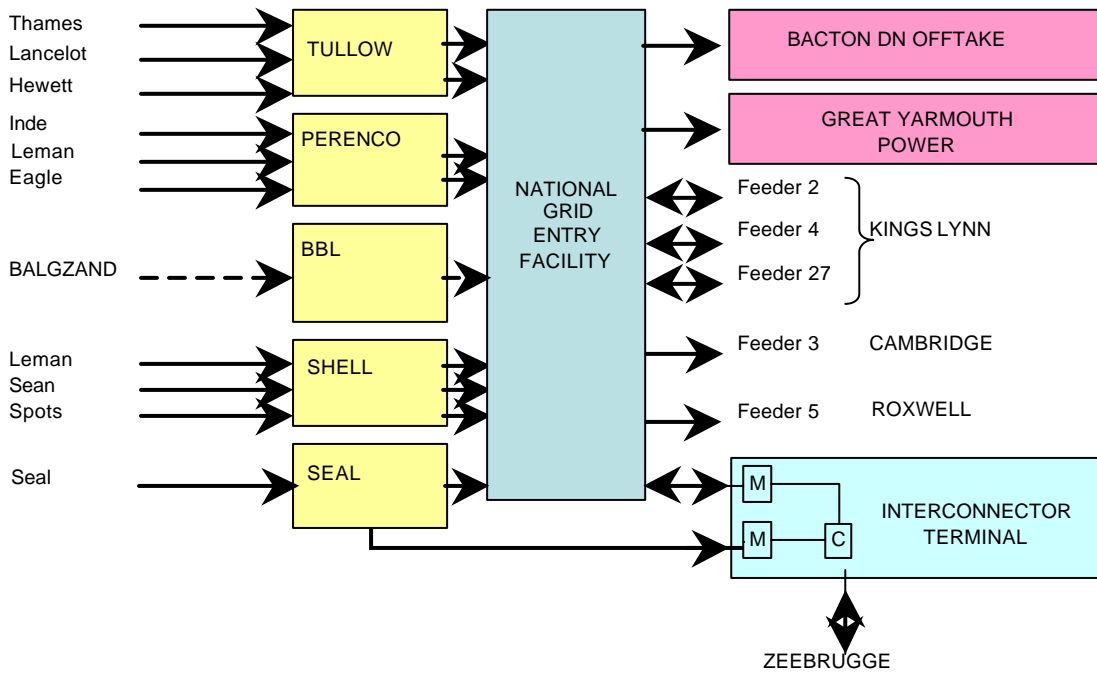 Thames
Lancelot
Hewett
Inde
Leman
Eagle
BALGZAND
Leman
Sean
Spots
Seal
TULLOW
PERENCO
BBL
SHELL
SEAL
NATIONAL
GRID
ENTRY
FACILITY
BACTON DN OFFTAKE
GREAT YARMOUTH
POWER
Feeder 2
Feeder 4
KINGS LYNN
Feeder 27
Feeder 3
CAMBRIDGE
Feeder 5
ROXWELL
M
M
C
INTERCONNECTOR
TERMINAL
ZEEBRUGGE